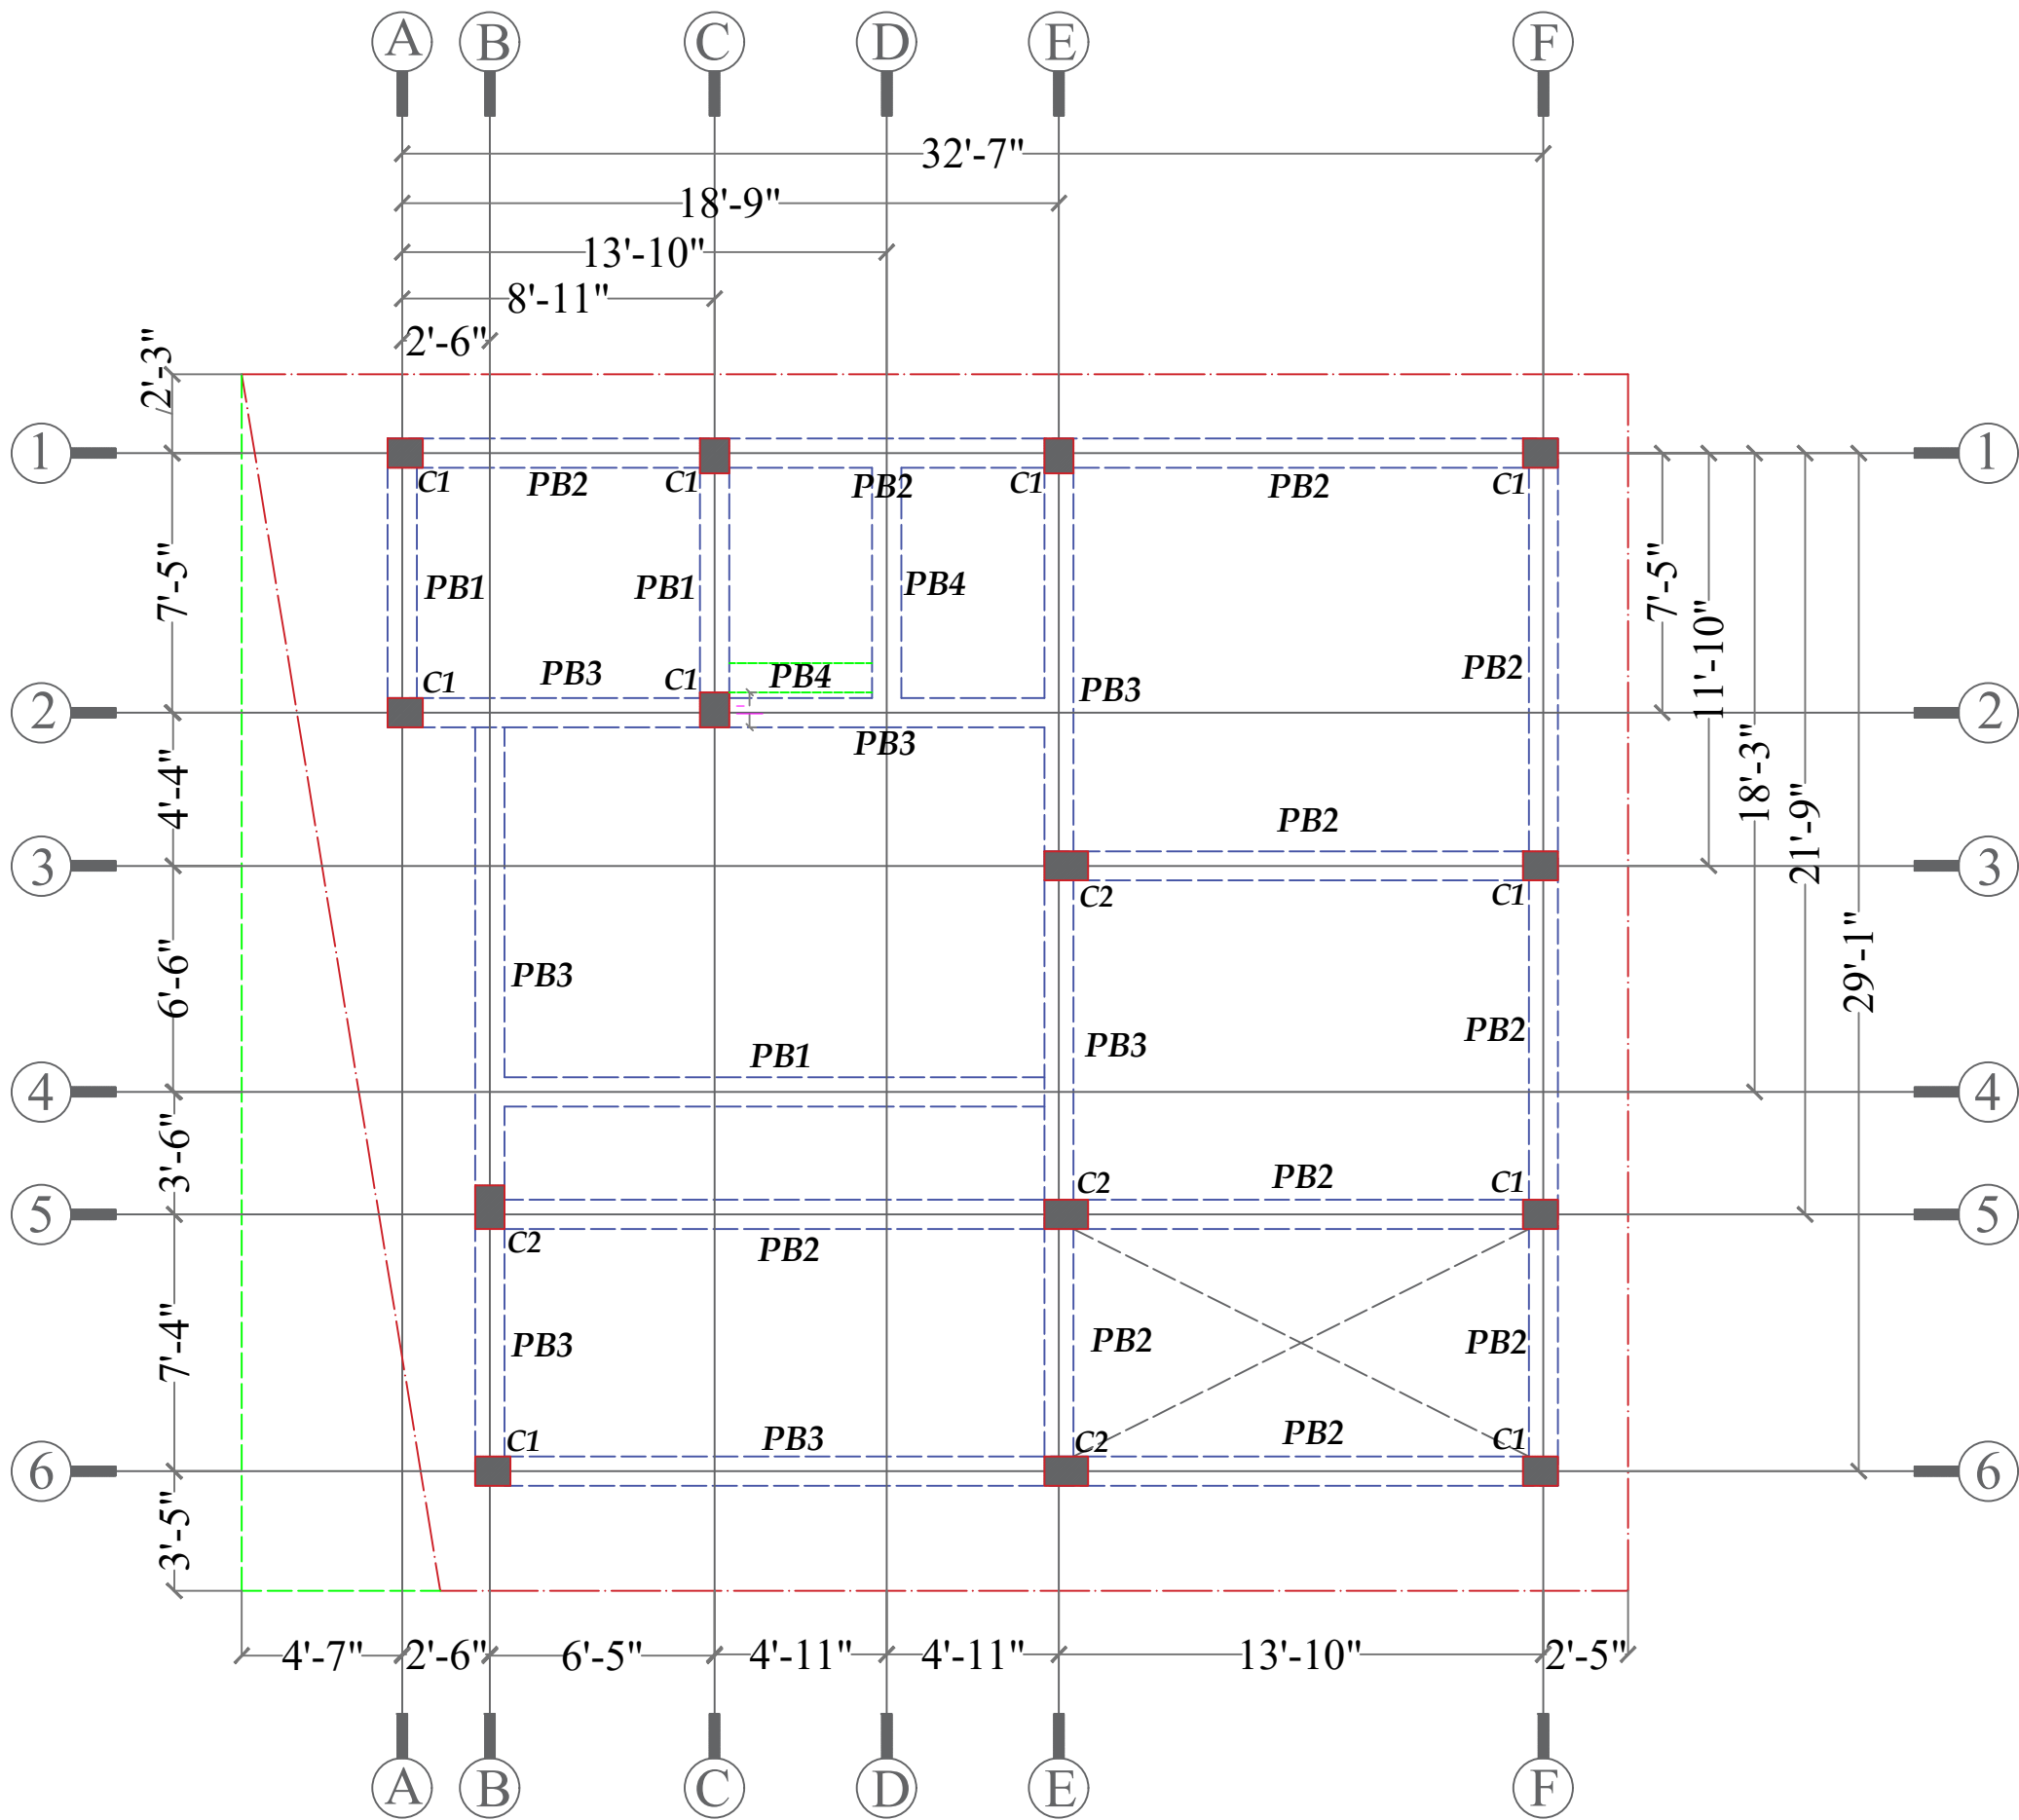 A B C D E F
32'-7"
18'-9"
13'-10"
8'-11"
2'-6"
2'-3"
1 1
C1 PB2 C1 PB2 C1 PB2 C1
7'-5" PB1 PB1 PB4 7'-5"
11'-10"
C1 PB3 C1 PB4 PB3 PB2
2 2
PB3
18'-3"
4'-4" PB2 21'-9"
3 3
C2 C1
29'-1"
6'-6" PB3 PB3 PB2
PB1
4 4
3'-6" C2 PB2 C1
5 5
C2 PB2
7'-4" PB3 PB2 PB2
C1 PB3 C2 PB2 C1
6 6
3'-5"
4'-7" 2'-6" 6'-5" 4'-11" 4'-11" 13'-10" 2'-5"
A B C D E F